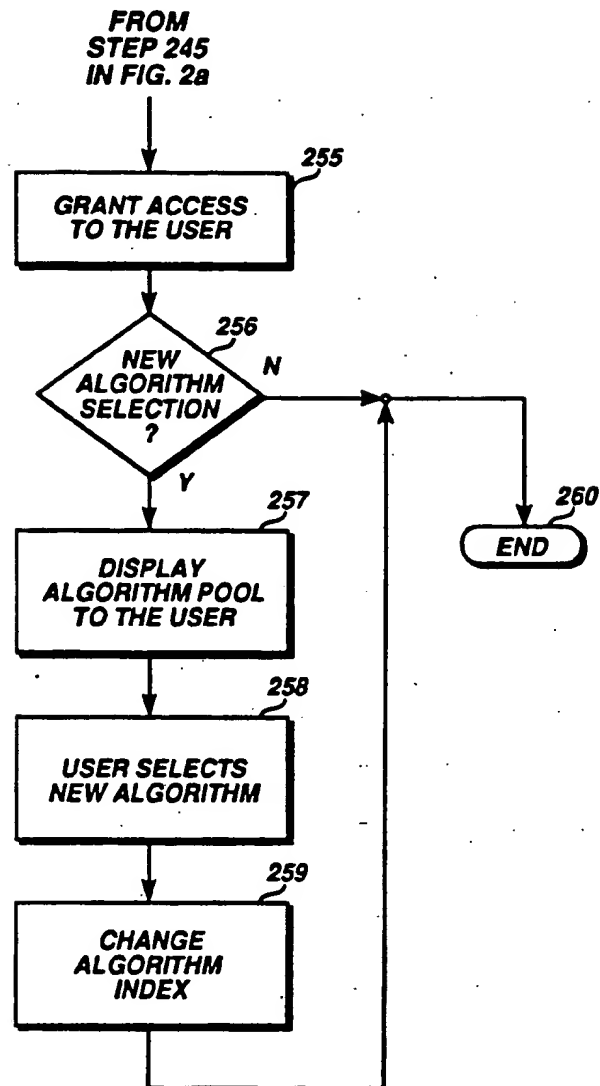 FROM
STEP 245
IN FIG. 2a
255
GRANT ACCESS
TO THE USER
256
NEW
ALGORITHM
SELECTION
?
N
Y
257
DISPLAY
ALGORITHM POOL
TO THE USER
260
END
258
USER SELECTS
NEW ALGORITHM
259
CHANGE
ALGORITHM
INDEX